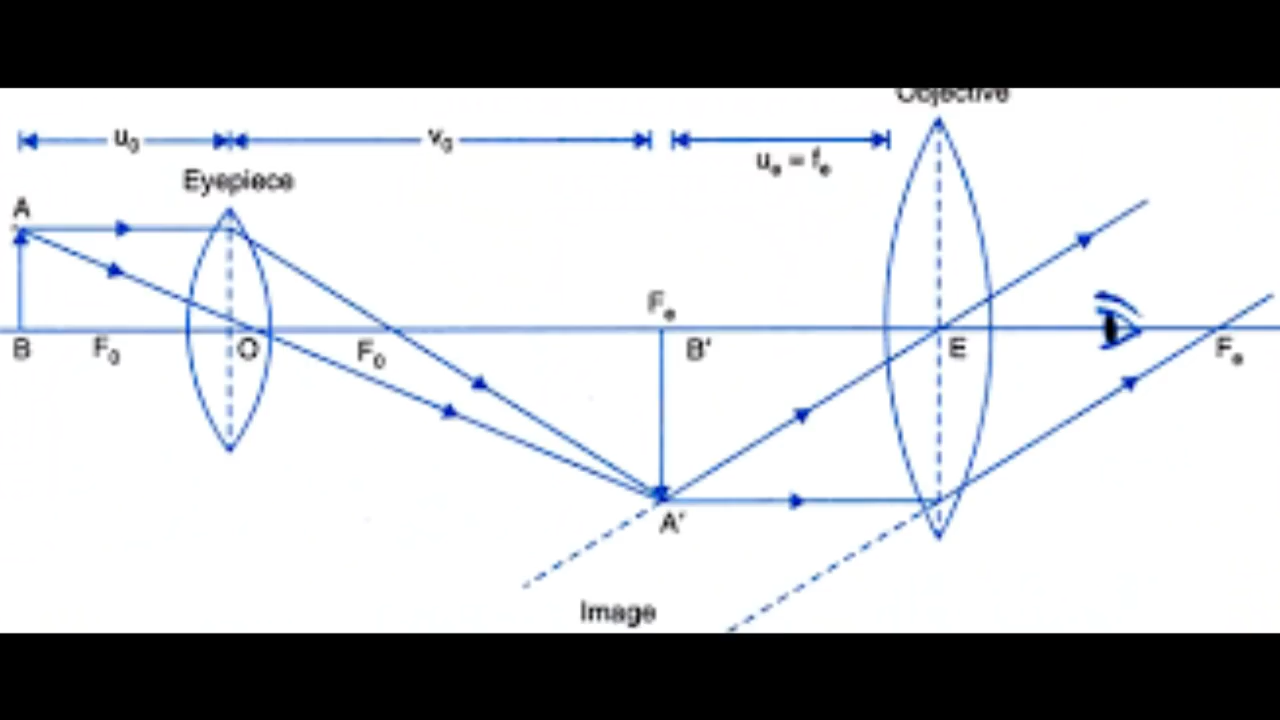 Objective
u₀
v₀
uₑ = fₑ
Eyepiece
A
Fₑ
B
F₀
O
F₀
B'
E
Fₑ
A'
Image